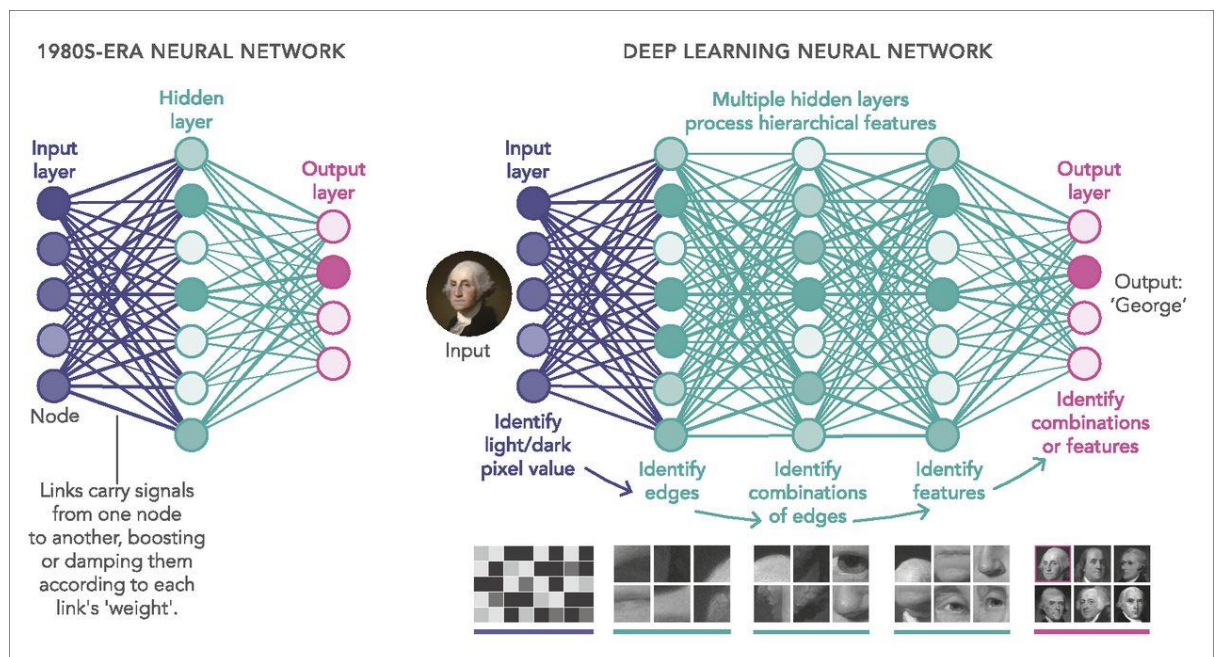 1980S-ERA NEURAL NETWORK
Hidden
layer
Input
layer
Output
layer
Node
Links carry signals
from one node
to another, boosting
or damping them
according to each
link's 'weight'.
DEEP LEARNING NEURAL NETWORK
Multiple hidden layers
process hierarchical features
Input
layer
Output
layer
Input
Output:
'George'
Identify
light/dark
pixel value
Identify
edges
Identify
combinations
of edges
Identify
features
Identify
combinations
or features